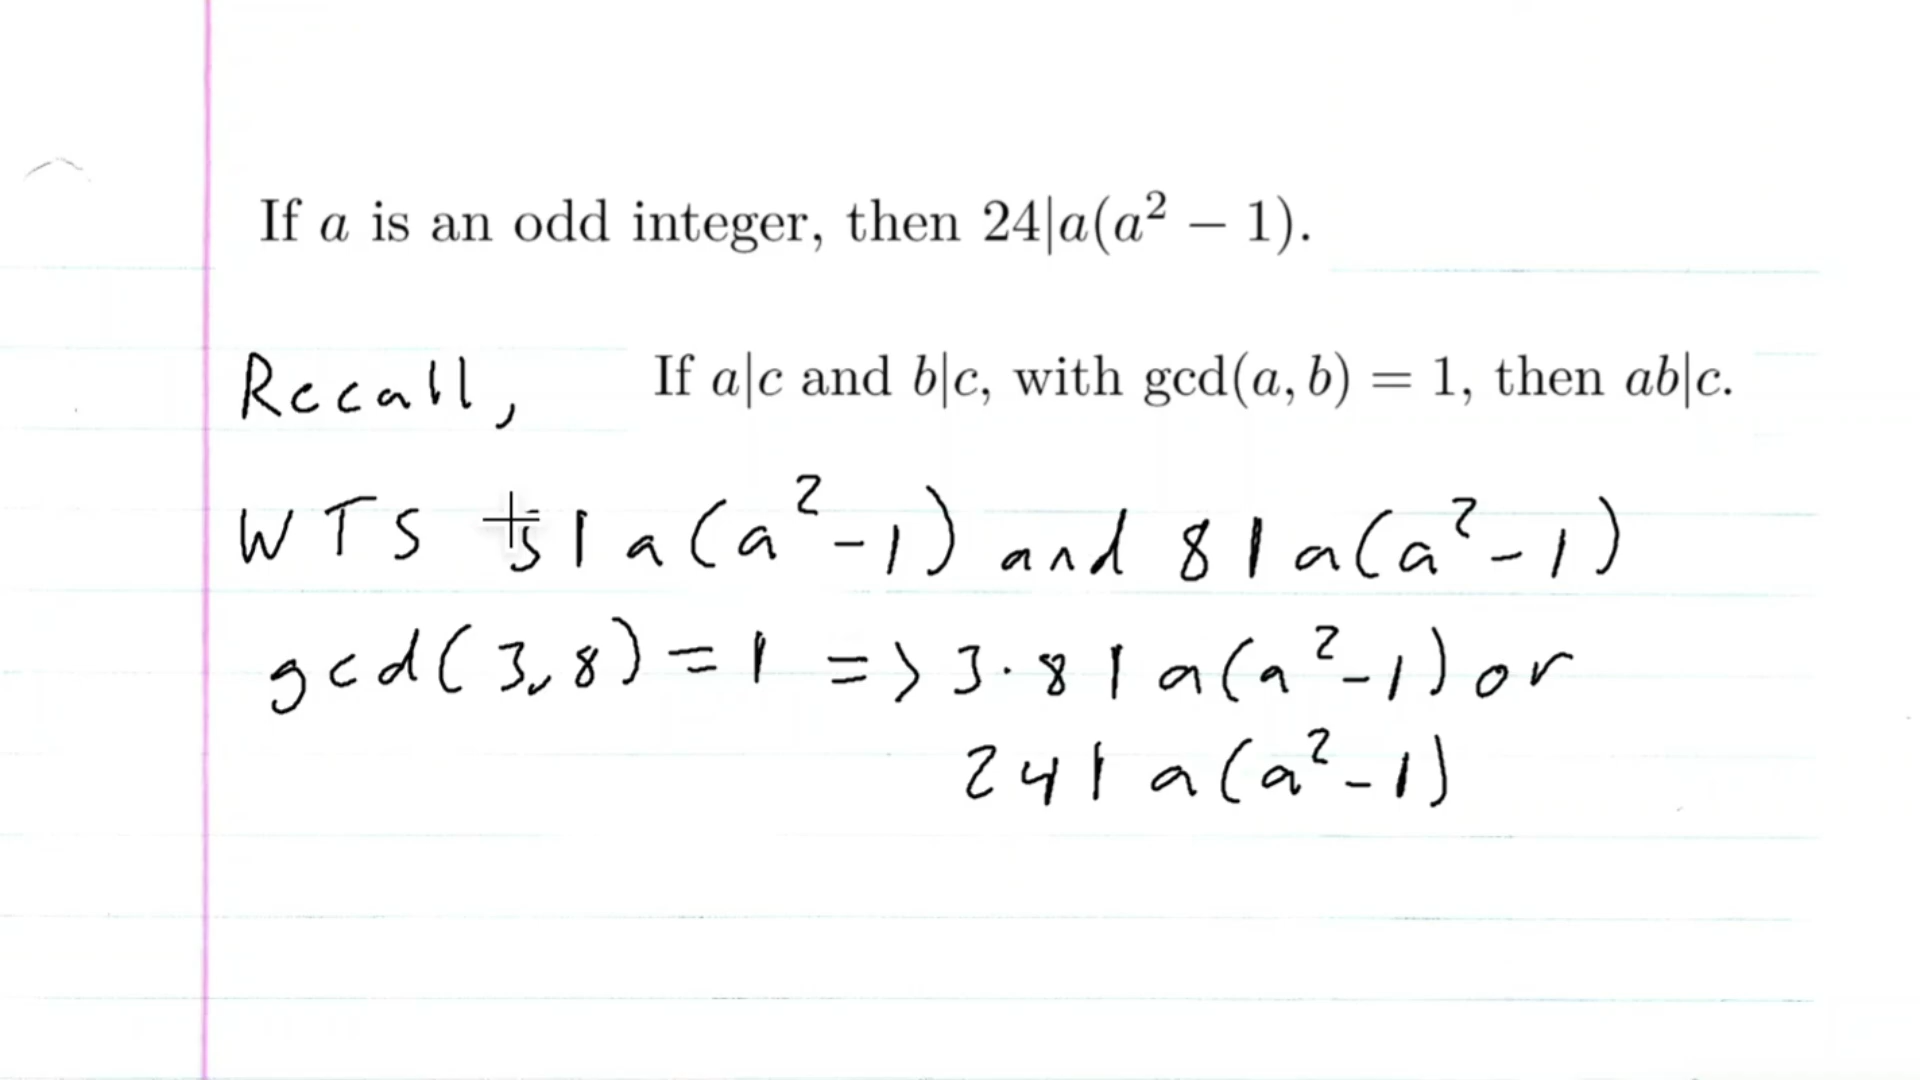 If a is an odd integer, then 24|a(a² − 1).
Recall, If a|c and b|c, with gcd(a, b) = 1, then ab|c.
WTS 3|a(a²-1) and 8|a(a²-1)
gcd(3,8)=1 => 3·8|a(a²-1) or
24|a(a²-1)